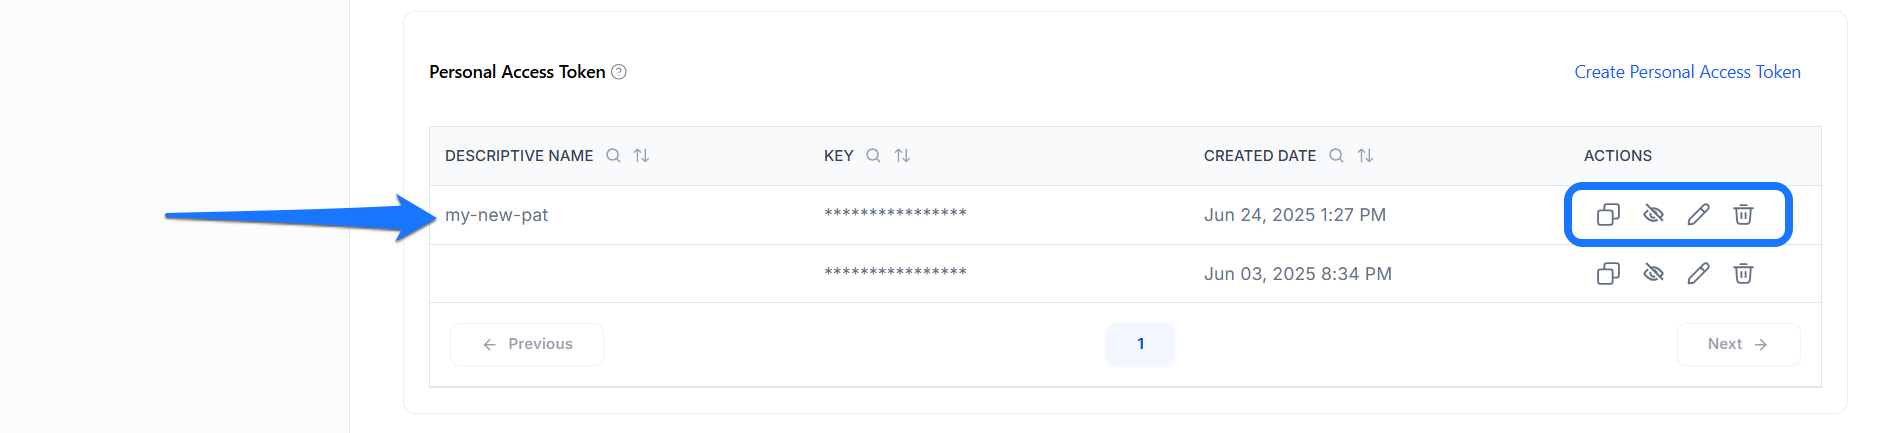 Personal Access Token
Create Personal Access Token
DESCRIPTIVE NAME KEY CREATED DATE ACTIONS
my-new-pat **************** Jun 24, 2025 1:27 PM
**************** Jun 03, 2025 8:34 PM
Previous 1 Next